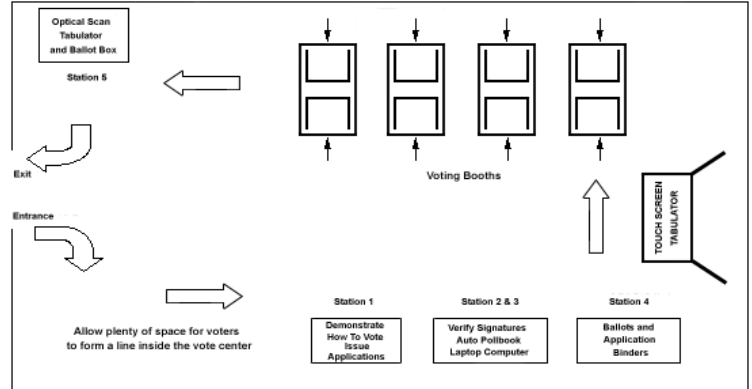 Optical Scan
Tabulator
and Ballot Box
Station 5
Exit
Entrance
Voting Booths
TOUCH SCREEN
TABULATOR
Allow plenty of space for voters
to form a line inside the vote center
Station 1
Demonstrate
How To Vote
Issue
Applications
Station 2 & 3
Verify Signatures
Auto Pollbook
Laptop Computer
Station 4
Ballots and
Application
Binders